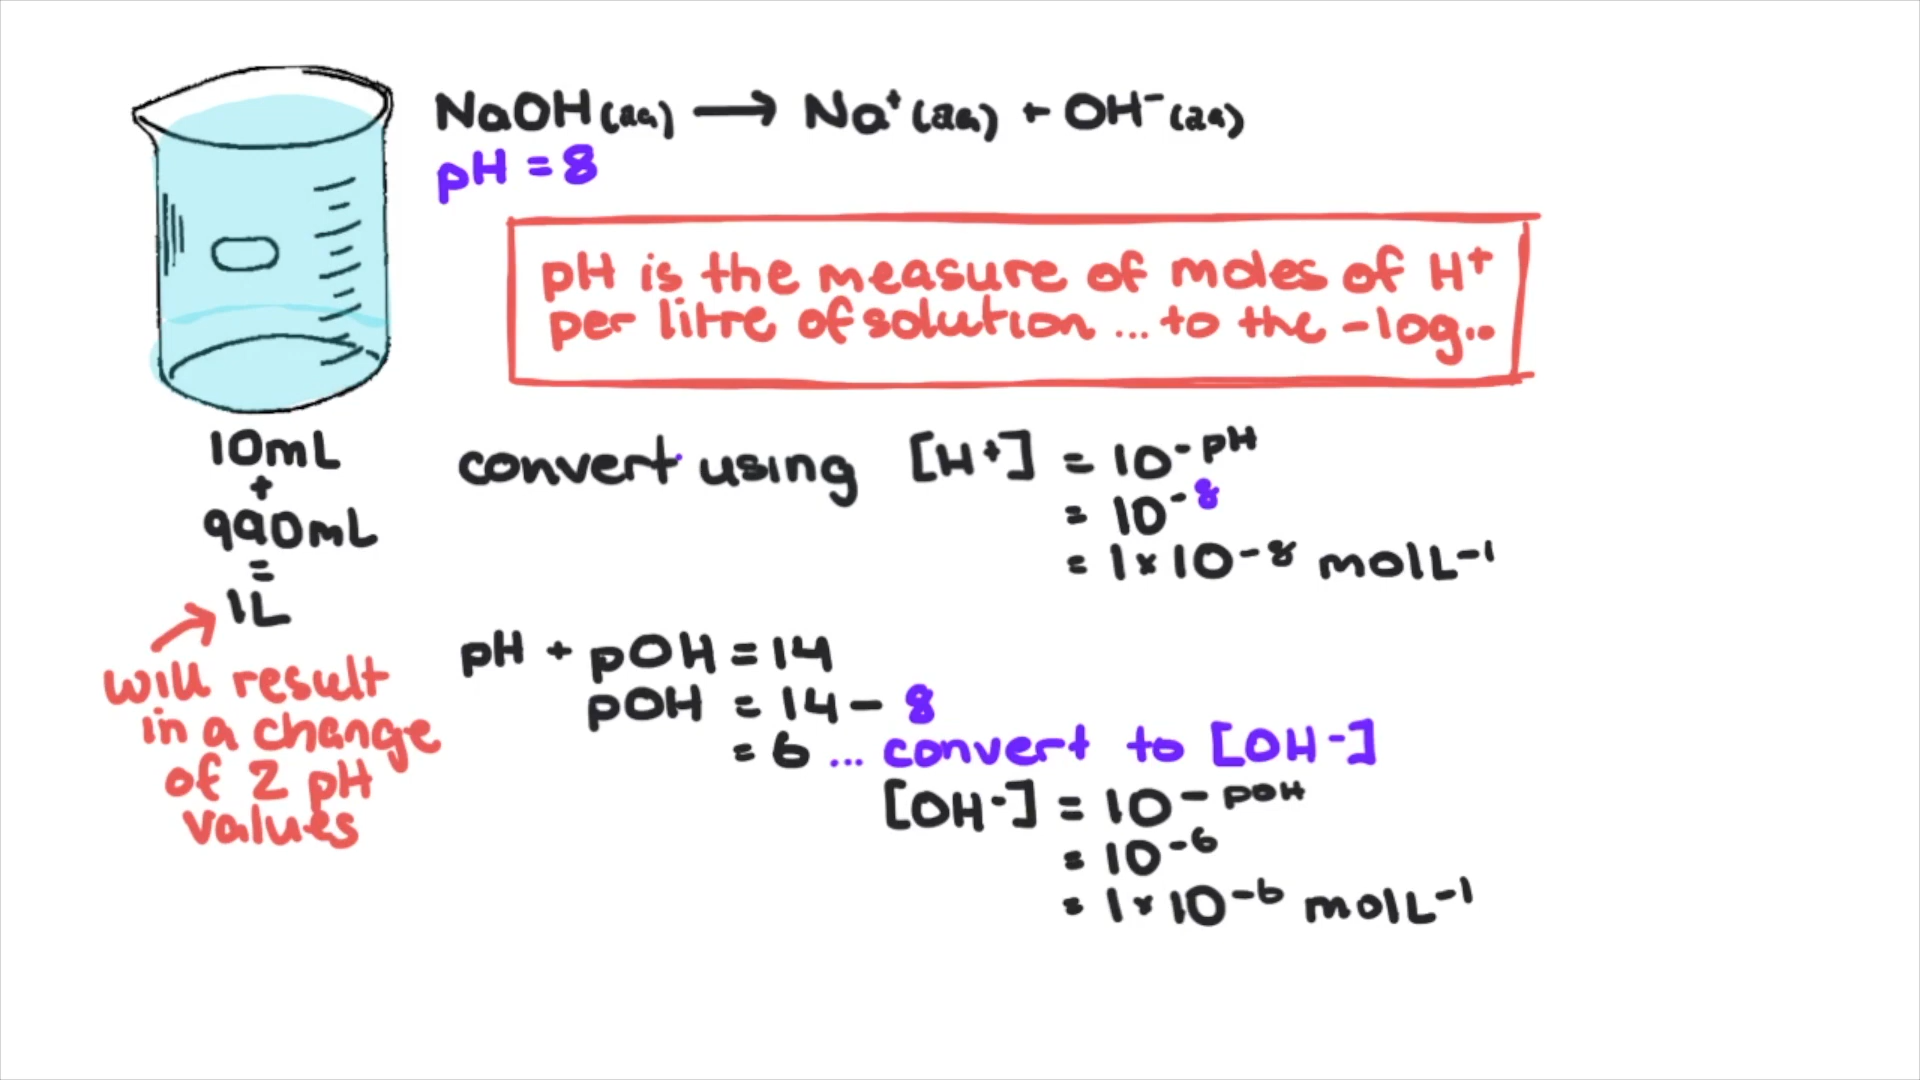 NaOH(aq) → Na⁺(aq) + OH⁻(aq)
pH = 8
pH is the measure of moles of H⁺
per litre of solution ... to the -log..
10mL
+
990mL
=
1L
will result
in a change
of 2 pH
values
convert using [H⁺] = 10⁻ᵖᴴ
= 10⁻⁸
= 1×10⁻⁸ molL⁻¹
pH + pOH = 14
pOH = 14 - 8
= 6 ... convert to [OH⁻]
[OH⁻] = 10⁻ᵖᴼᴴ
= 10⁻⁶
= 1×10⁻⁶ molL⁻¹